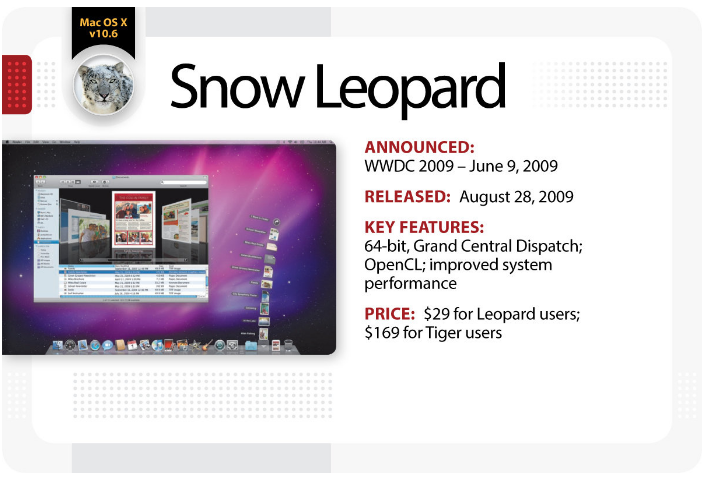 Mac OS X
v10.6
Snow Leopard
ANNOUNCED:
WWDC 2009 – June 9, 2009
RELEASED: August 28, 2009
KEY FEATURES:
64-bit, Grand Central Dispatch;
OpenCL; improved system
performance
PRICE: $29 for Leopard users;
$169 for Tiger users